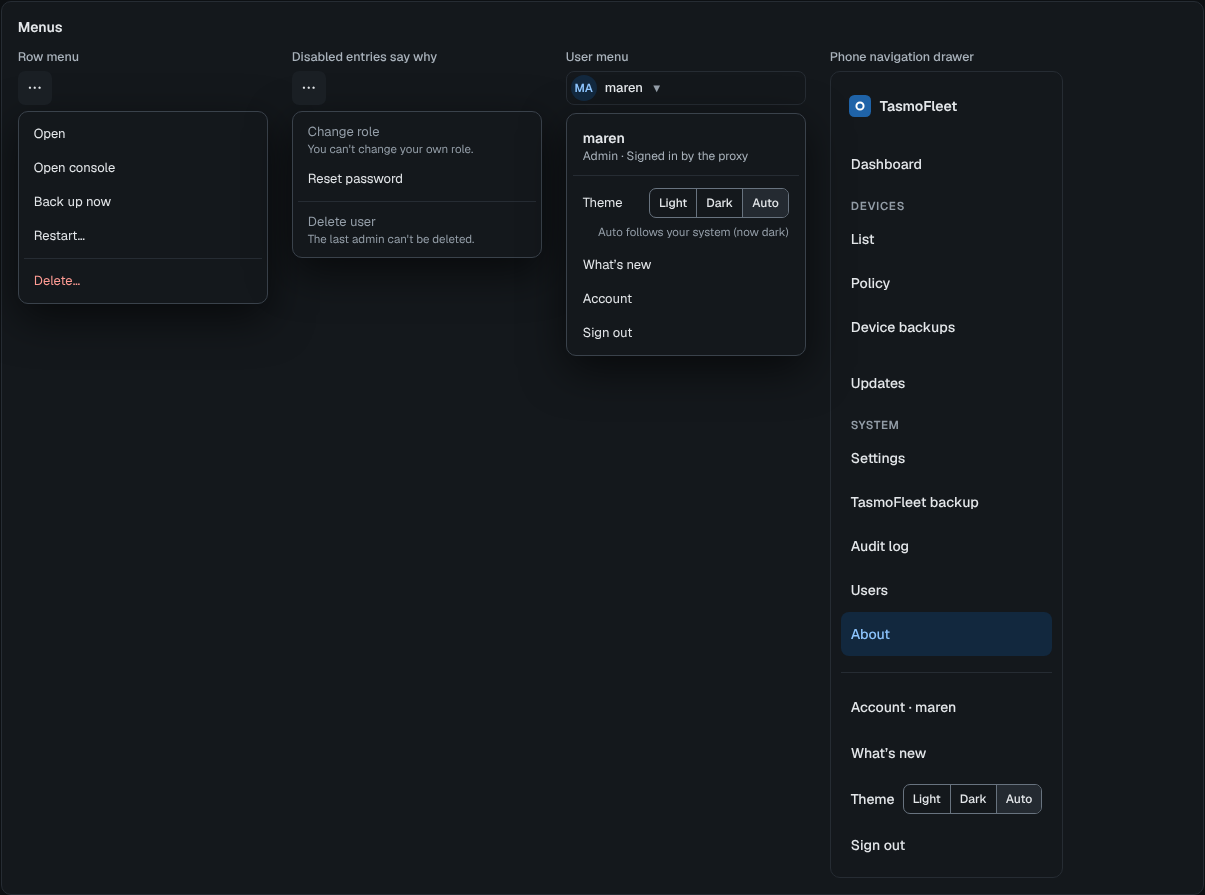 Menus
Row menu
···
Open
Open console
Back up now
Restart…
Delete…
Disabled entries say why
···
Change role
You can't change your own role.
Reset password
Delete user
The last admin can't be deleted.
User menu
MA maren ▾
maren
Admin · Signed in by the proxy
Theme Light Dark Auto
Auto follows your system (now dark)
What's new
Account
Sign out
Phone navigation drawer
TasmoFleet
Dashboard
DEVICES
List
Policy
Device backups
Updates
SYSTEM
Settings
TasmoFleet backup
Audit log
Users
About
Account · maren
What's new
Theme Light Dark Auto
Sign out